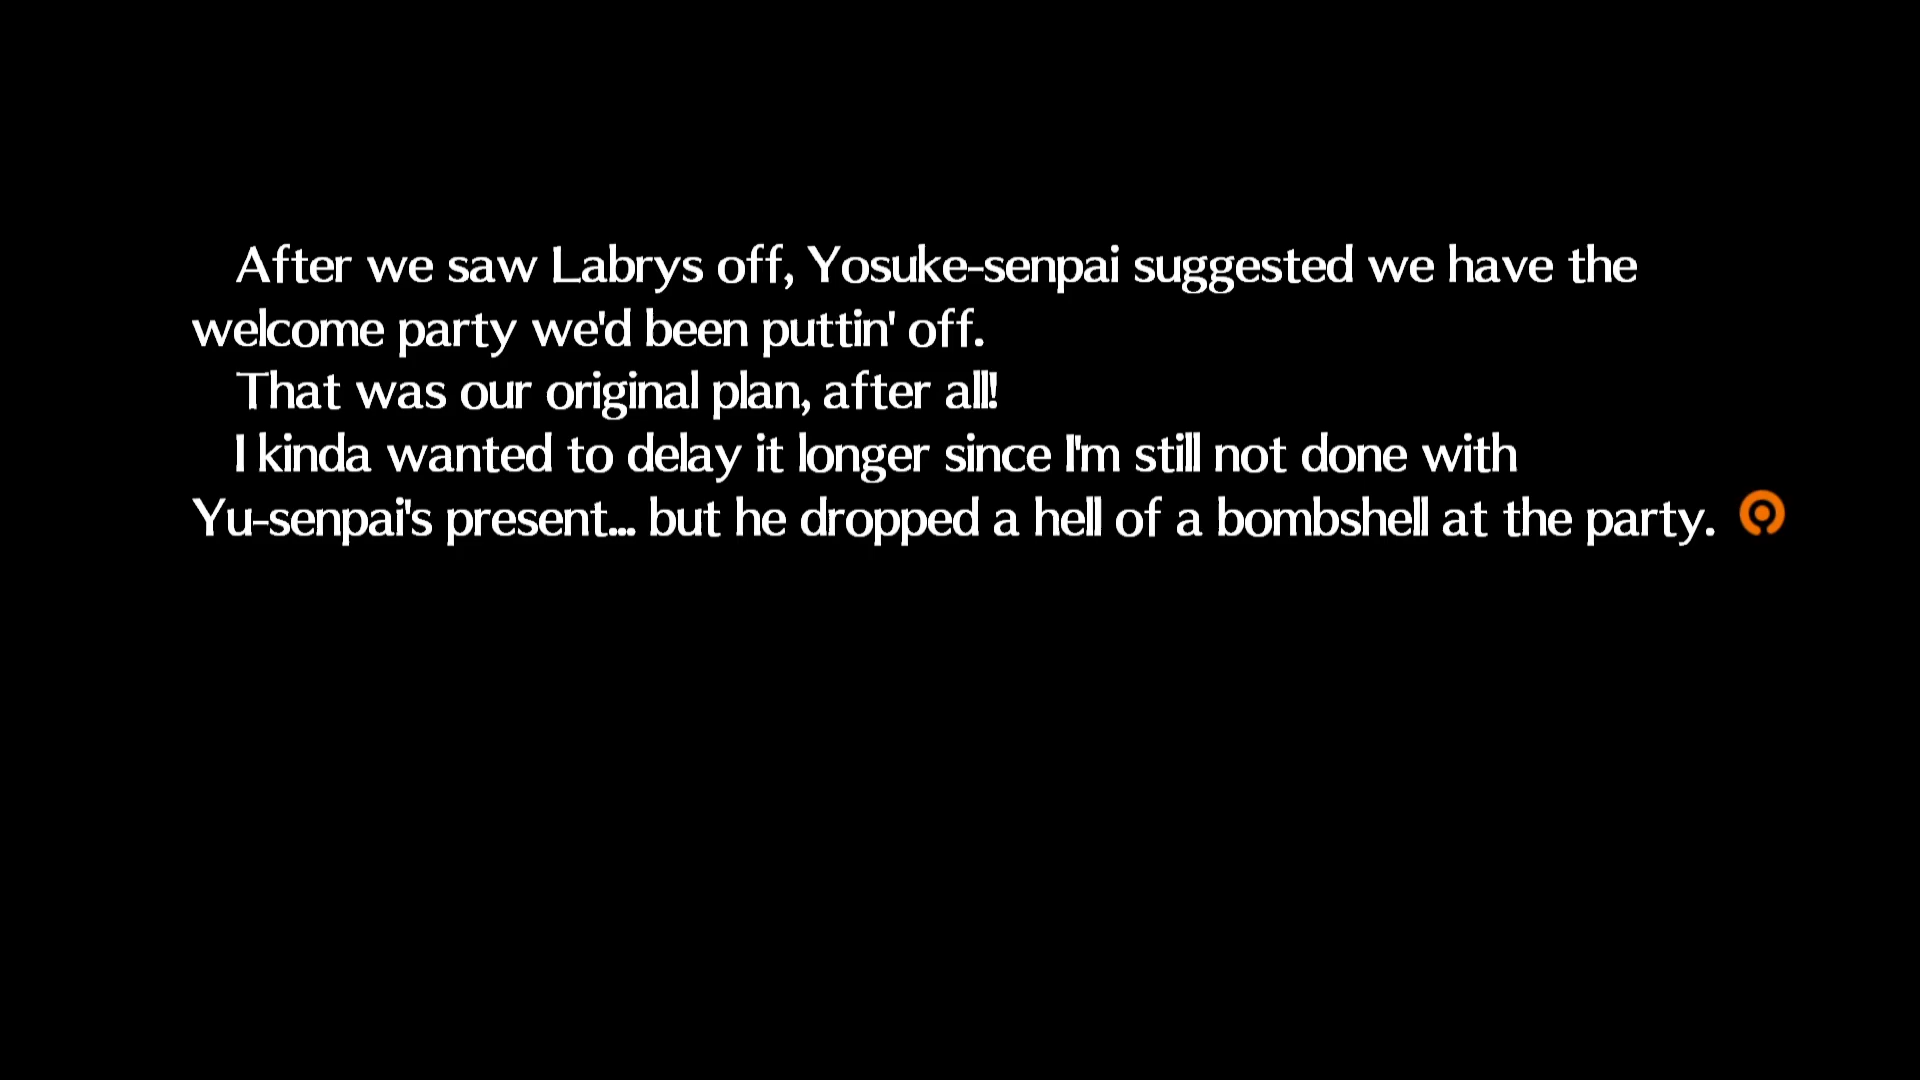 After we saw Labrys off, Yosuke-senpai suggested we have the
welcome party we'd been puttin' off.
That was our original plan, after all!
I kinda wanted to delay it longer since I'm still not done with
Yu-senpai's present... but he dropped a hell of a bombshell at the party.